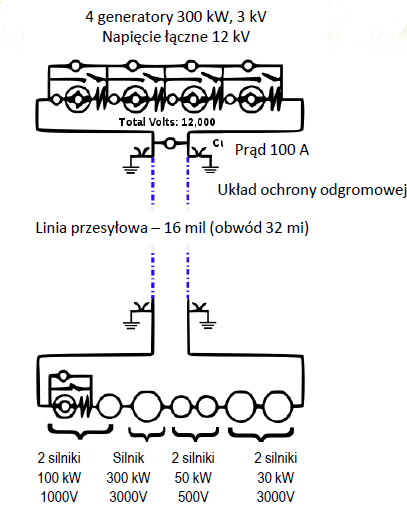 4 generatory 300 kW, 3 kV
Napięcie łączne 12 kV
Total Volts: 12,000
Prąd 100 A
Układ ochrony odgromowej
Linia przesyłowa – 16 mil (obwód 32 mi)
2 silniki Silnik 2 silniki 2 silniki
100 kW 300 kW 50 kW 30 kW
1000V 3000V 500V 3000V